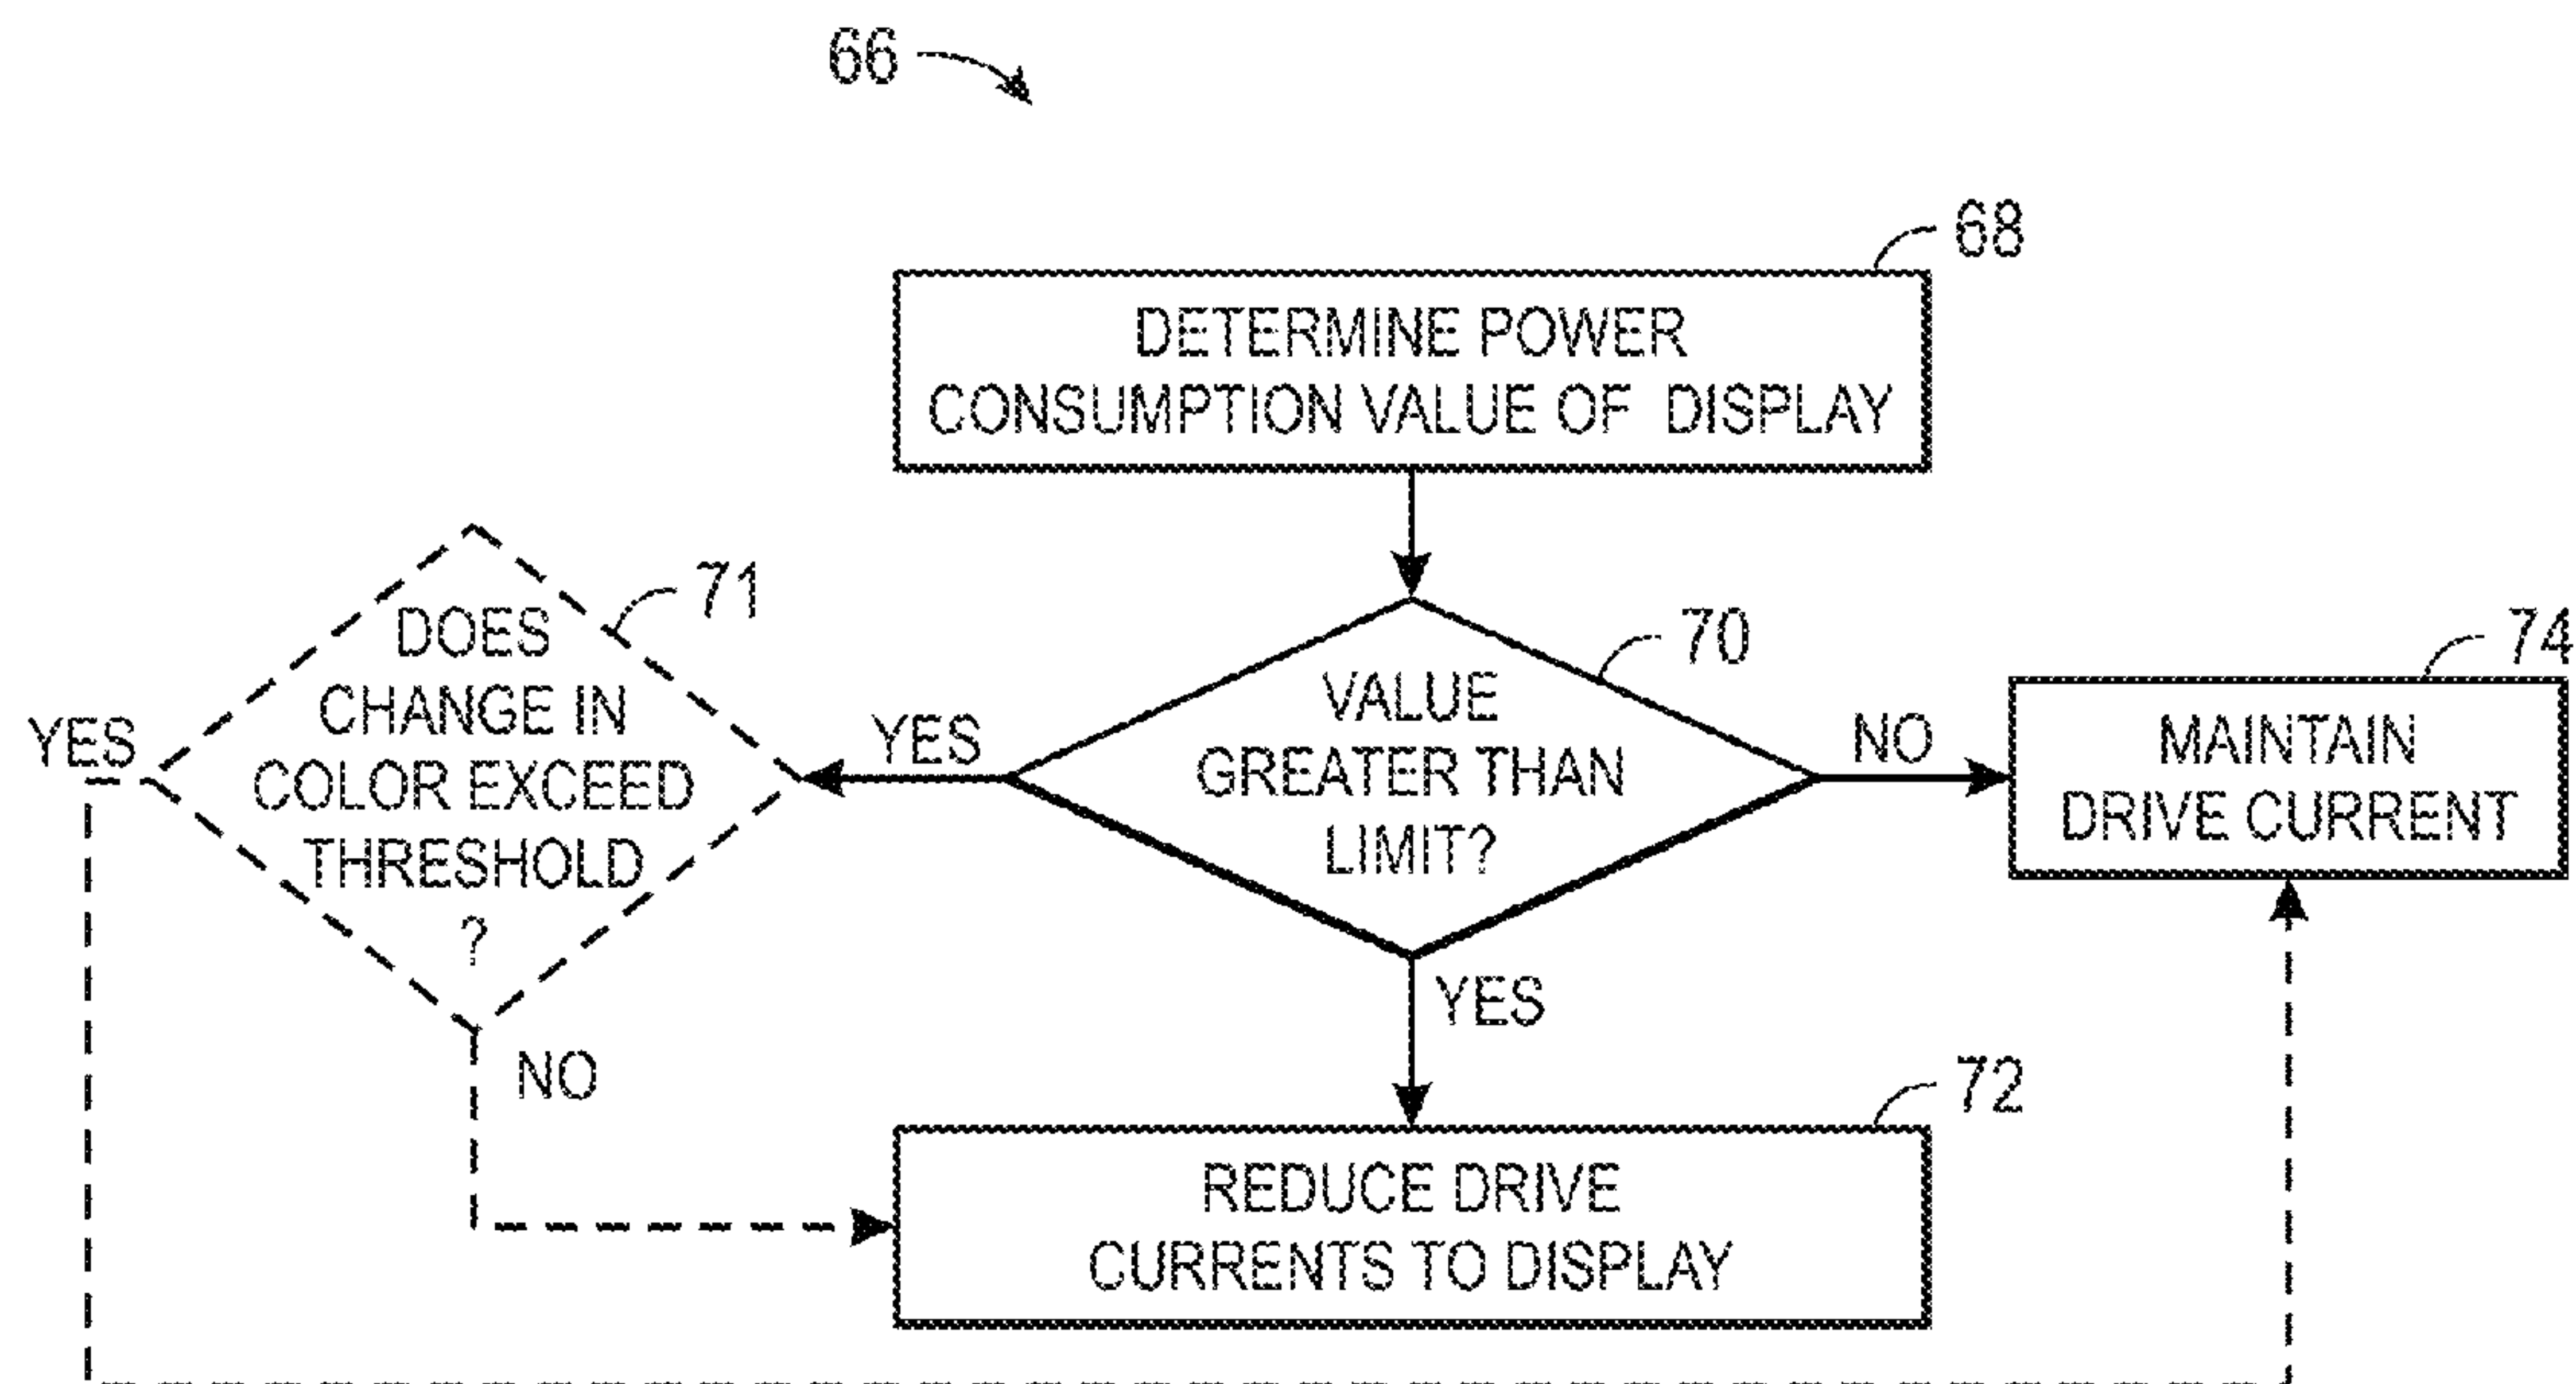 66
68
DETERMINE POWER
CONSUMPTION VALUE OF DISPLAY
71
DOES
CHANGE IN
COLOR EXCEED
THRESHOLD
?
YES
NO
YES
70
VALUE
GREATER THAN
LIMIT?
NO
YES
74
MAINTAIN
DRIVE CURRENT
72
REDUCE DRIVE
CURRENTS TO DISPLAY